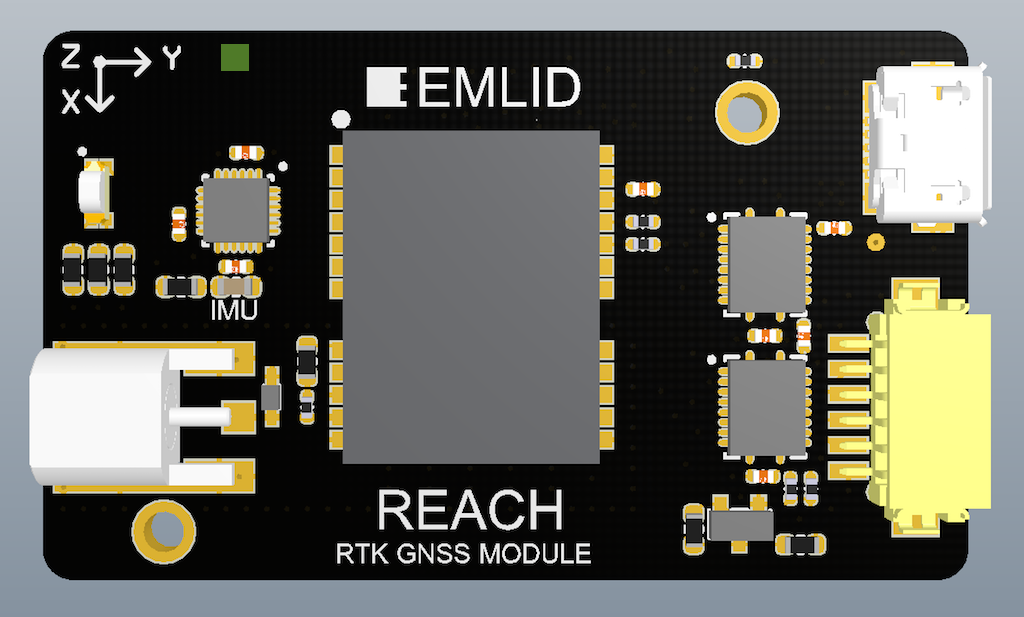 Z Y
X
EMLID
IMU
REACH
RTK GNSS MODULE